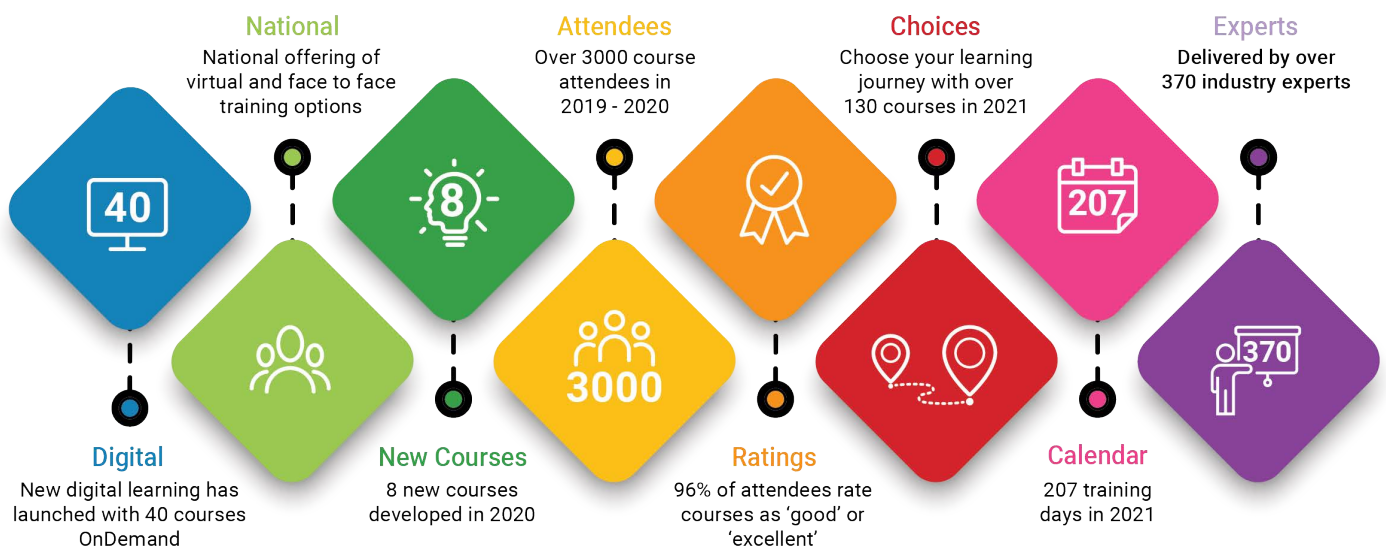 National
National offering of
virtual and face to face
training options
Attendees
Over 3000 course
attendees in
2019 - 2020
Choices
Choose your learning
journey with over
130 courses in 2021
Experts
Delivered by over
370 industry experts
40
8
207
3000
370
Digital
New digital learning has
launched with 40 courses
OnDemand
New Courses
8 new courses
developed in 2020
Ratings
96% of attendees rate
courses as ‘good’ or
‘excellent’
Calendar
207 training
days in 2021